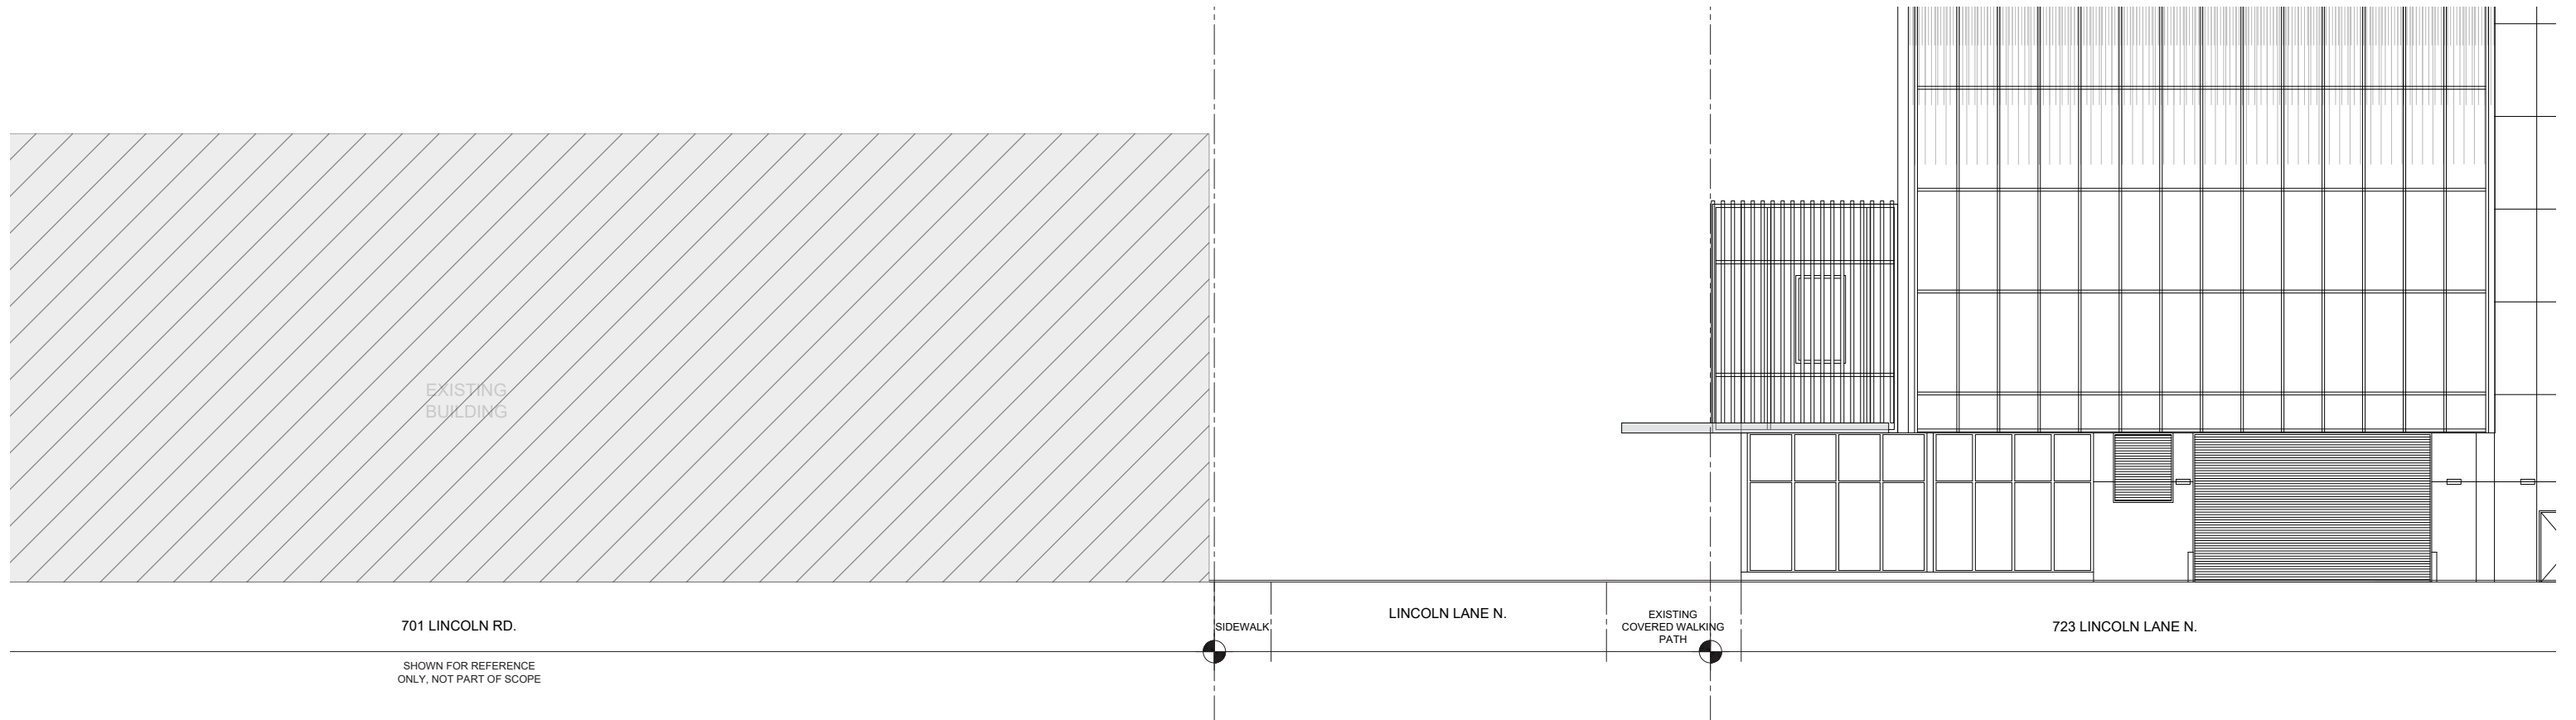 EXISTING
BUILDING
701 LINCOLN RD.
SHOWN FOR REFERENCE
ONLY, NOT PART OF SCOPE
SIDEWALK
LINCOLN LANE N.
EXISTING
COVERED WALKING
PATH
723 LINCOLN LANE N.